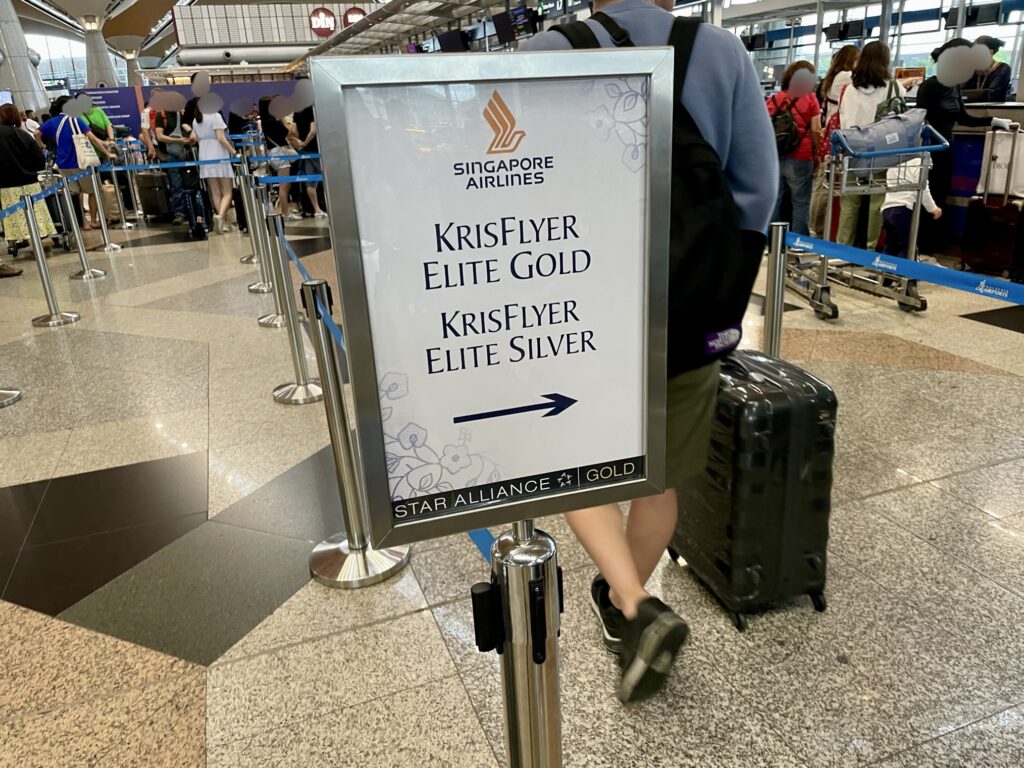 SINGAPORE
AIRLINES
KRISFLYER
ELITE GOLD
KRISFLYER
ELITE SILVER
STAR ALLIANCE GOLD